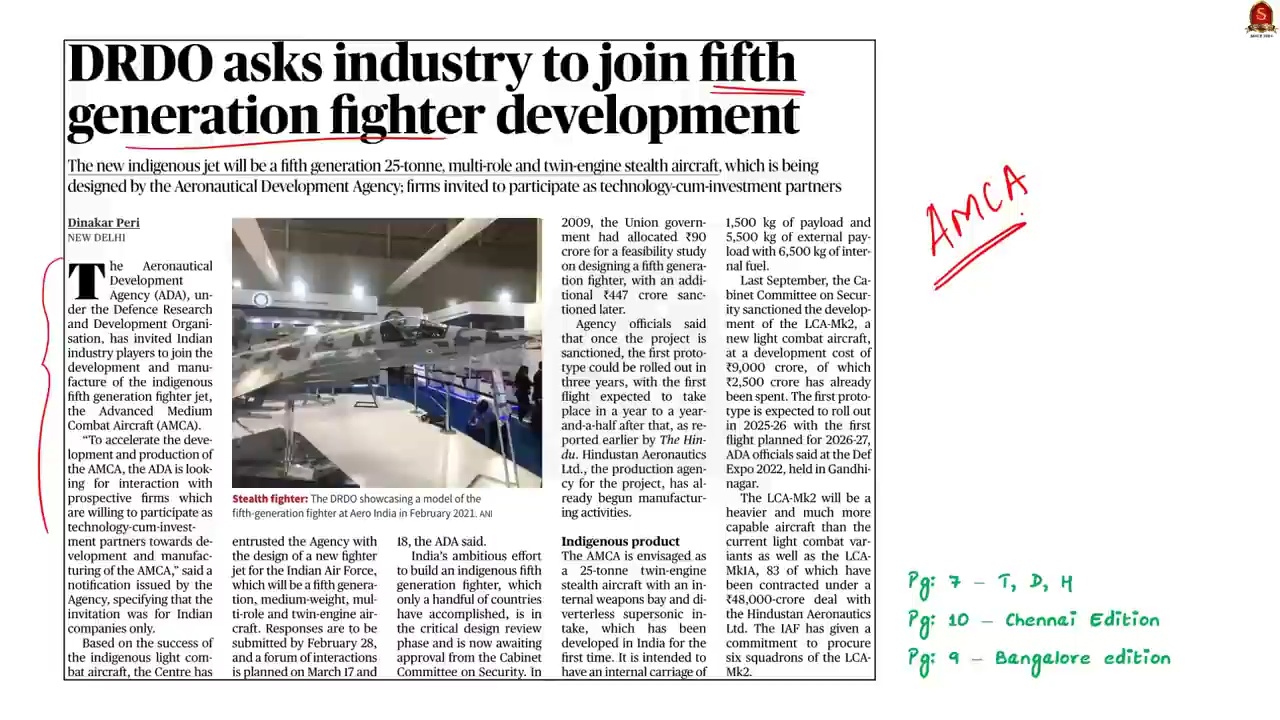 DRDO asks industry to join fifth
generation fighter development
The new indigenous jet will be a fifth generation 25-tonne, multi-role and twin-engine stealth aircraft, which is being
designed by the Aeronautical Development Agency; firms invited to participate as technology-cum-investment partners
Dinakar Peri
NEW DELHI
The Aeronautical
Development
Agency (ADA), un-
der the Defence Research
and Development Organi-
sation, has invited Indian
industry players to join the
development and manu-
facture of the indigenous
fifth generation fighter jet,
the Advanced Medium
Combat Aircraft (AMCA).
“To accelerate the deve-
lopment and production of
the AMCA, the ADA is look-
ing for interaction with
prospective firms which
are willing to participate as
technology-cum-invest-
ment partners towards de-
velopment and manufac-
turing of the AMCA,” said a
notification issued by the
Agency, specifying that the
invitation was for Indian
companies only.
Based on the success of
the indigenous light com-
bat aircraft, the Centre has
Stealth fighter: The DRDO showcasing a model of the
fifth-generation fighter at Aero India in February 2021. ANI
entrusted the Agency with
the design of a new fighter
jet for the Indian Air Force,
which will be a fifth genera-
tion, medium-weight, mul-
ti-role and twin-engine air-
craft. Responses are to be
submitted by February 28,
and a forum of interactions
is planned on March 17 and
18, the ADA said.
India’s ambitious effort
to build an indigenous fifth
generation fighter, which
only a handful of countries
have accomplished, is in
the critical design review
phase and is now awaiting
approval from the Cabinet
Committee on Security. In
2009, the Union govern-
ment had allocated ₹90
crore for a feasibility study
on designing a fifth genera-
tion fighter, with an addi-
tional ₹447 crore sanc-
tioned later.
Agency officials said
that once the project is
sanctioned, the first proto-
type could be rolled out in
three years, with the first
flight expected to take
place in a year to a year-
and-a-half after that, as re-
ported earlier by The Hin-
du. Hindustan Aeronautics
Ltd., the production agen-
cy for the project, has al-
ready begun manufactur-
ing activities.
Indigenous product
The AMCA is envisaged as
a 25-tonne twin-engine
stealth aircraft with an in-
ternal weapons bay and di-
verterless supersonic in-
take, which has been
developed in India for the
first time. It is intended to
have an internal carriage of
1,500 kg of payload and
5,500 kg of external pay-
load with 6,500 kg of inter-
nal fuel.
Last September, the Ca-
binet Committee on Secur-
ity sanctioned the develop-
ment of the LCA-Mk2, a
new light combat aircraft,
at a development cost of
₹9,000 crore, of which
₹2,500 crore has already
been spent. The first proto-
type is expected to roll out
in 2025-26 with the first
flight planned for 2026-27,
ADA officials said at the Def
Expo 2022, held in Gandhi-
nagar.
The LCA-Mk2 will be a
heavier and much more
capable aircraft than the
current light combat var-
iants as well as the LCA-
Mk1A, 83 of which have
been contracted under a
₹48,000-crore deal with
the Hindustan Aeronautics
Ltd. The IAF has given a
commitment to procure
six squadrons of the LCA-
Mk2.
AMCA
Pg: 7 – T, D, H
Pg: 10 – Chennai Edition
Pg: 9 – Bangalore edition